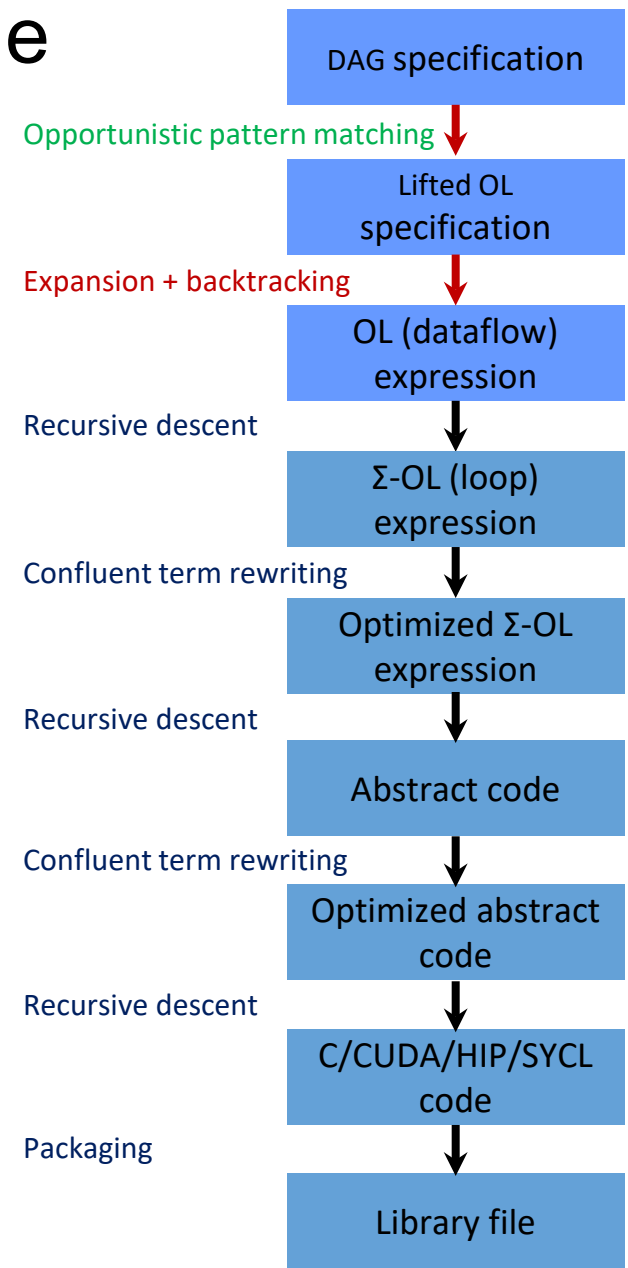 e
DAG specification
Opportunistic pattern matching
Lifted OL
specification
Expansion + backtracking
OL (dataflow)
expression
Recursive descent
Σ-OL (loop)
expression
Confluent term rewriting
Optimized Σ-OL
expression
Recursive descent
Abstract code
Confluent term rewriting
Optimized abstract
code
Recursive descent
C/CUDA/HIP/SYCL
code
Packaging
Library file